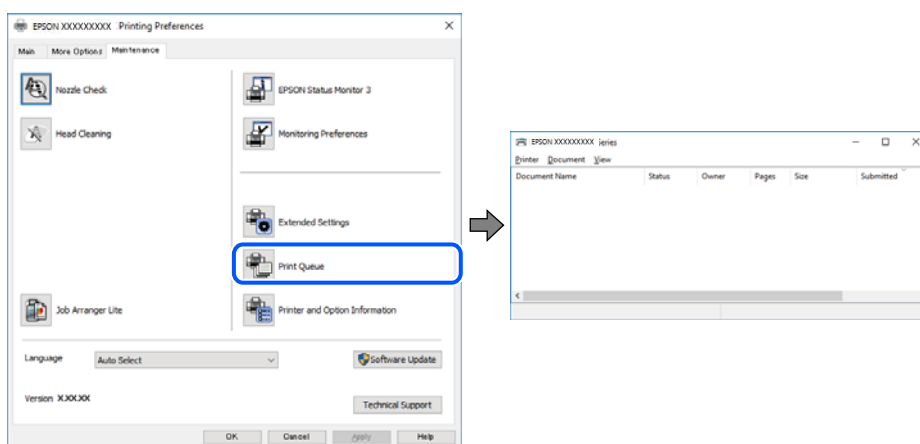 EPSON XXXXXXXXX Printing Preferences
Main More Options Maintenance
Nozzle Check
Head Cleaning
Job Arranger Lite
EPSON Status Monitor 3
Monitoring Preferences
Extended Settings
Print Queue
Printer and Option Information
Language Auto Select Software Update
Version X.XX.XX Technical Support
OK Cancel Apply Help
EPSON XXXXXXXXX ieries
Printer Document View
Document Name Status Owner Pages Size Submitted